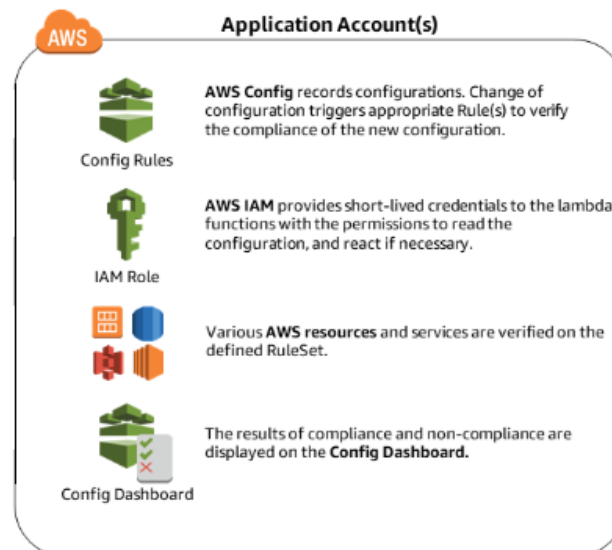 Application Account(s)
AWS
AWS Config records configurations. Change of
configuration triggers appropriate Rule(s) to verify
the compliance of the new configuration.
Config Rules
AWS IAM provides short-lived credentials to the lambda
functions with the permissions to read the
configuration, and react if necessary.
IAM Role
Various AWS resources and services are verified on the
defined RuleSet.
The results of compliance and non-compliance are
displayed on the Config Dashboard.
Config Dashboard